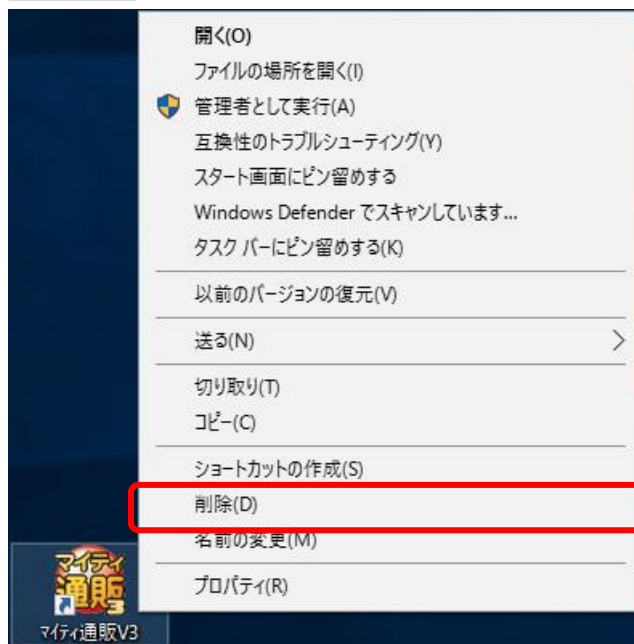 開く(O)
ファイルの場所を開く(I)
管理者として実行(A)
互換性のトラブルシューティング(Y)
スタート画面にピン留めする
Windows Defender でスキャンしています...
タスク バーにピン留めする(K)
以前のバージョンの復元(V)
送る(N)
切り取り(T)
コピー(C)
ショートカットの作成(S)
削除(D)
名前の変更(M)
プロパティ(R)
マイティ
通販
3
マイティ通販V3